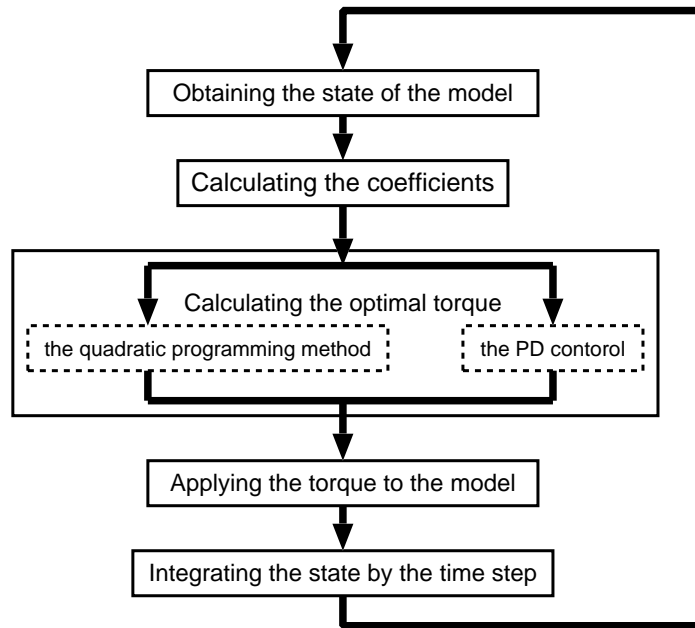 Obtaining the state of the model
Calculating the coefficients
Calculating the optimal torque
the quadratic programming method
the PD contorol
Applying the torque to the model
Integrating the state by the time step